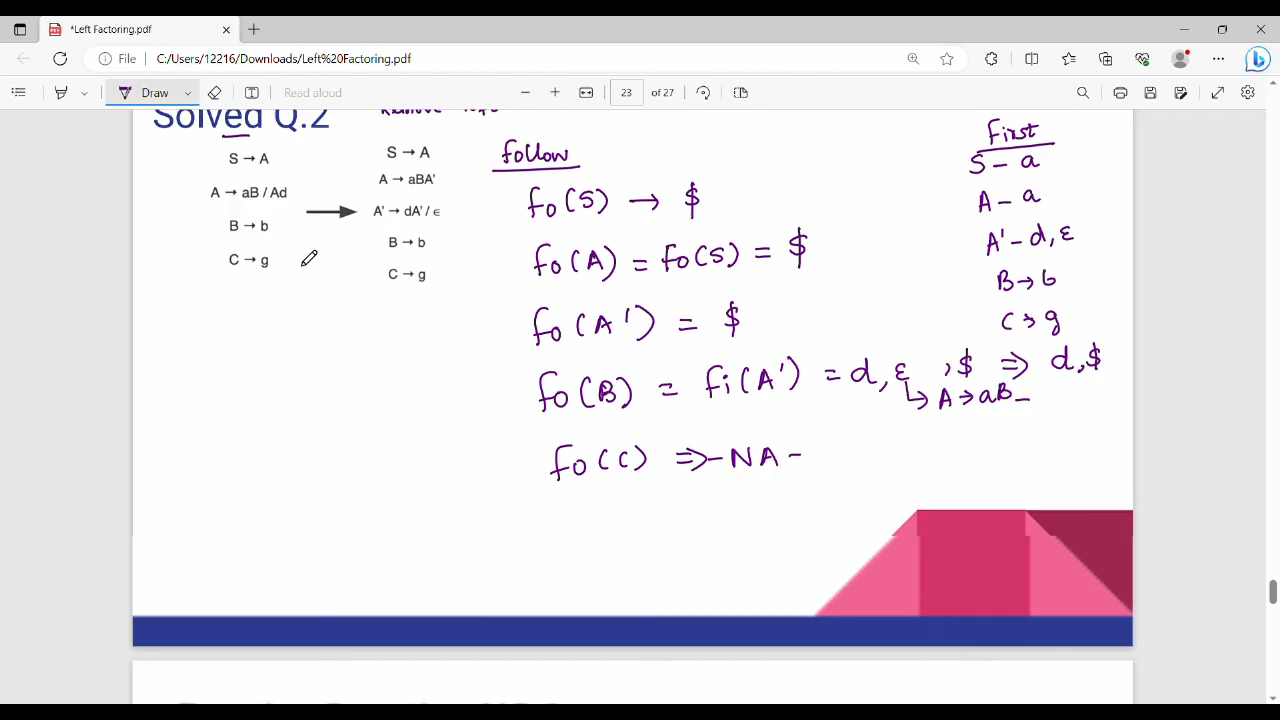 *Left Factoring.pdf
File C:/Users/12216/Downloads/Left%20Factoring.pdf
Draw Read aloud 23 of 27
Solved Q.2
S → A
A → aB / Ad
B → b
C → g
S → A
A → aBA'
A' → dA' / ϵ
B → b
C → g
follow
fo(S) → $
fo(A) = fo(S) = $
fo(A') = $
fo(B) = fi(A') = d, ε , $ ⇒ d, $
↳ A → aB_
fo(C) ⇒ - NA -
First
S - a
A - a
A' - d, ε
B → b
C → g